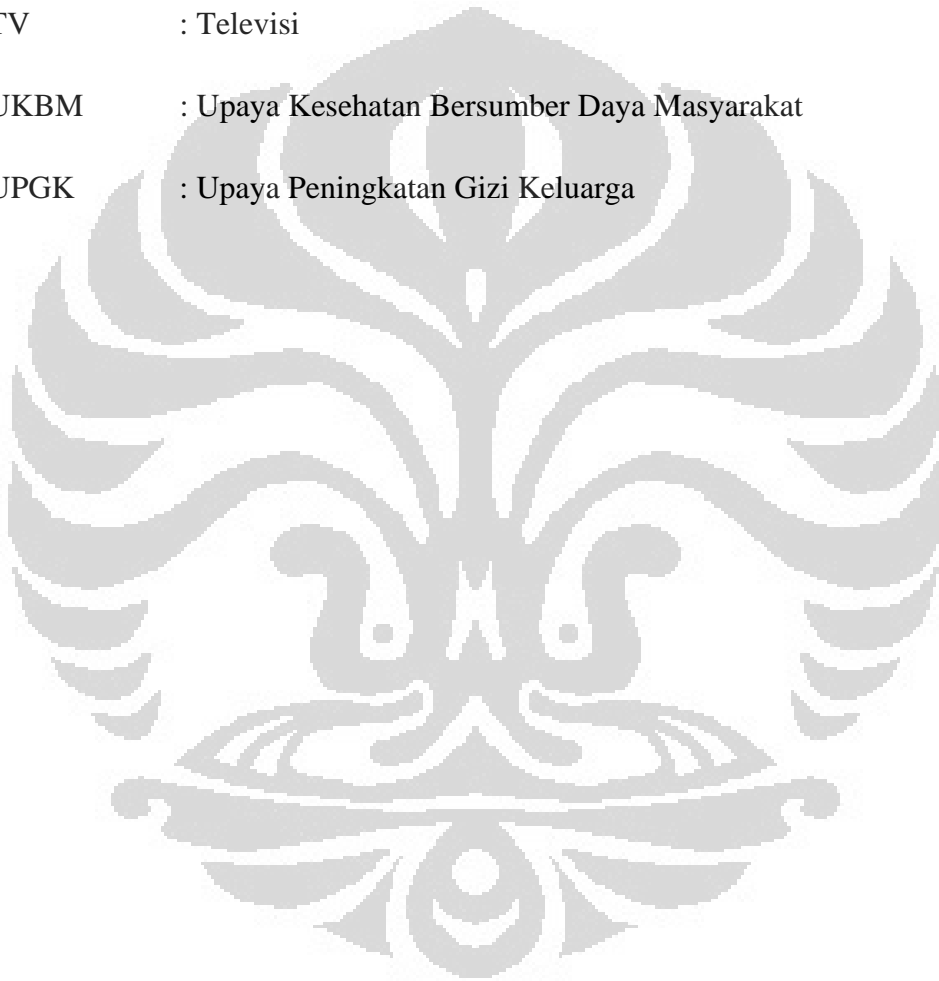 TV : Televisi
UKBM : Upaya Kesehatan Bersumber Daya Masyarakat
UPGK : Upaya Peningkatan Gizi Keluarga